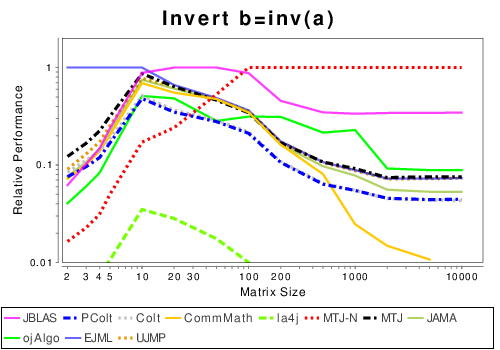 Invert b=inv(a)
Relative Performance
1
0.1
0.01
2 3 4 5 10 20 30 100 200 1000 10000
Matrix Size
JBLAS PColt Colt CommMath la4j MTJ-N MTJ JAMA
ojAlgo EJML UJMP